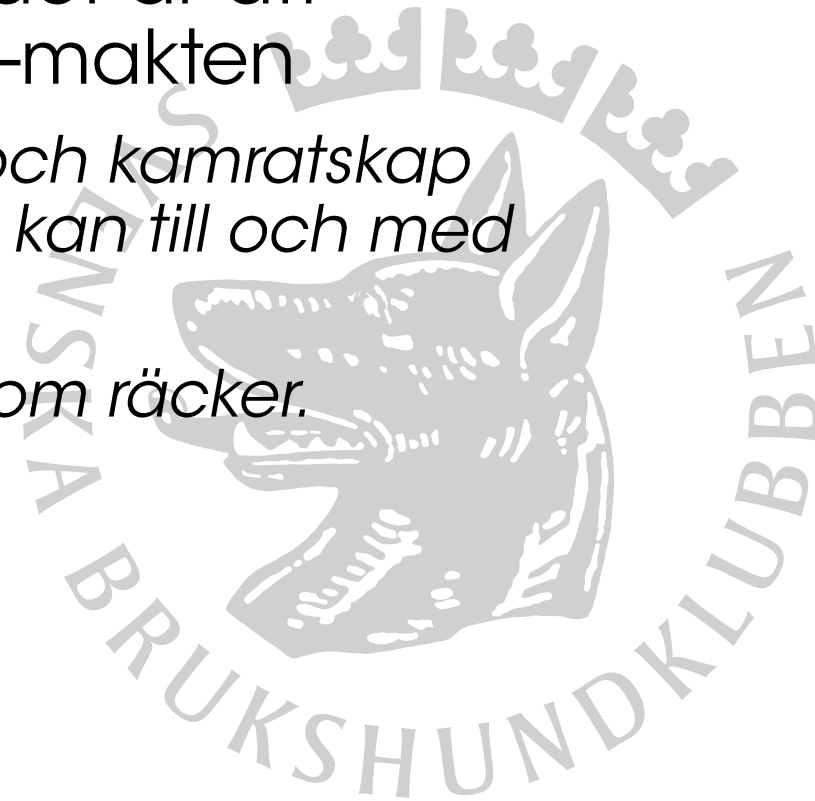 -makten
och kamratskap
kan till och med
om räcker.
SVENSKA BRUKSHUNDKLUBBEN